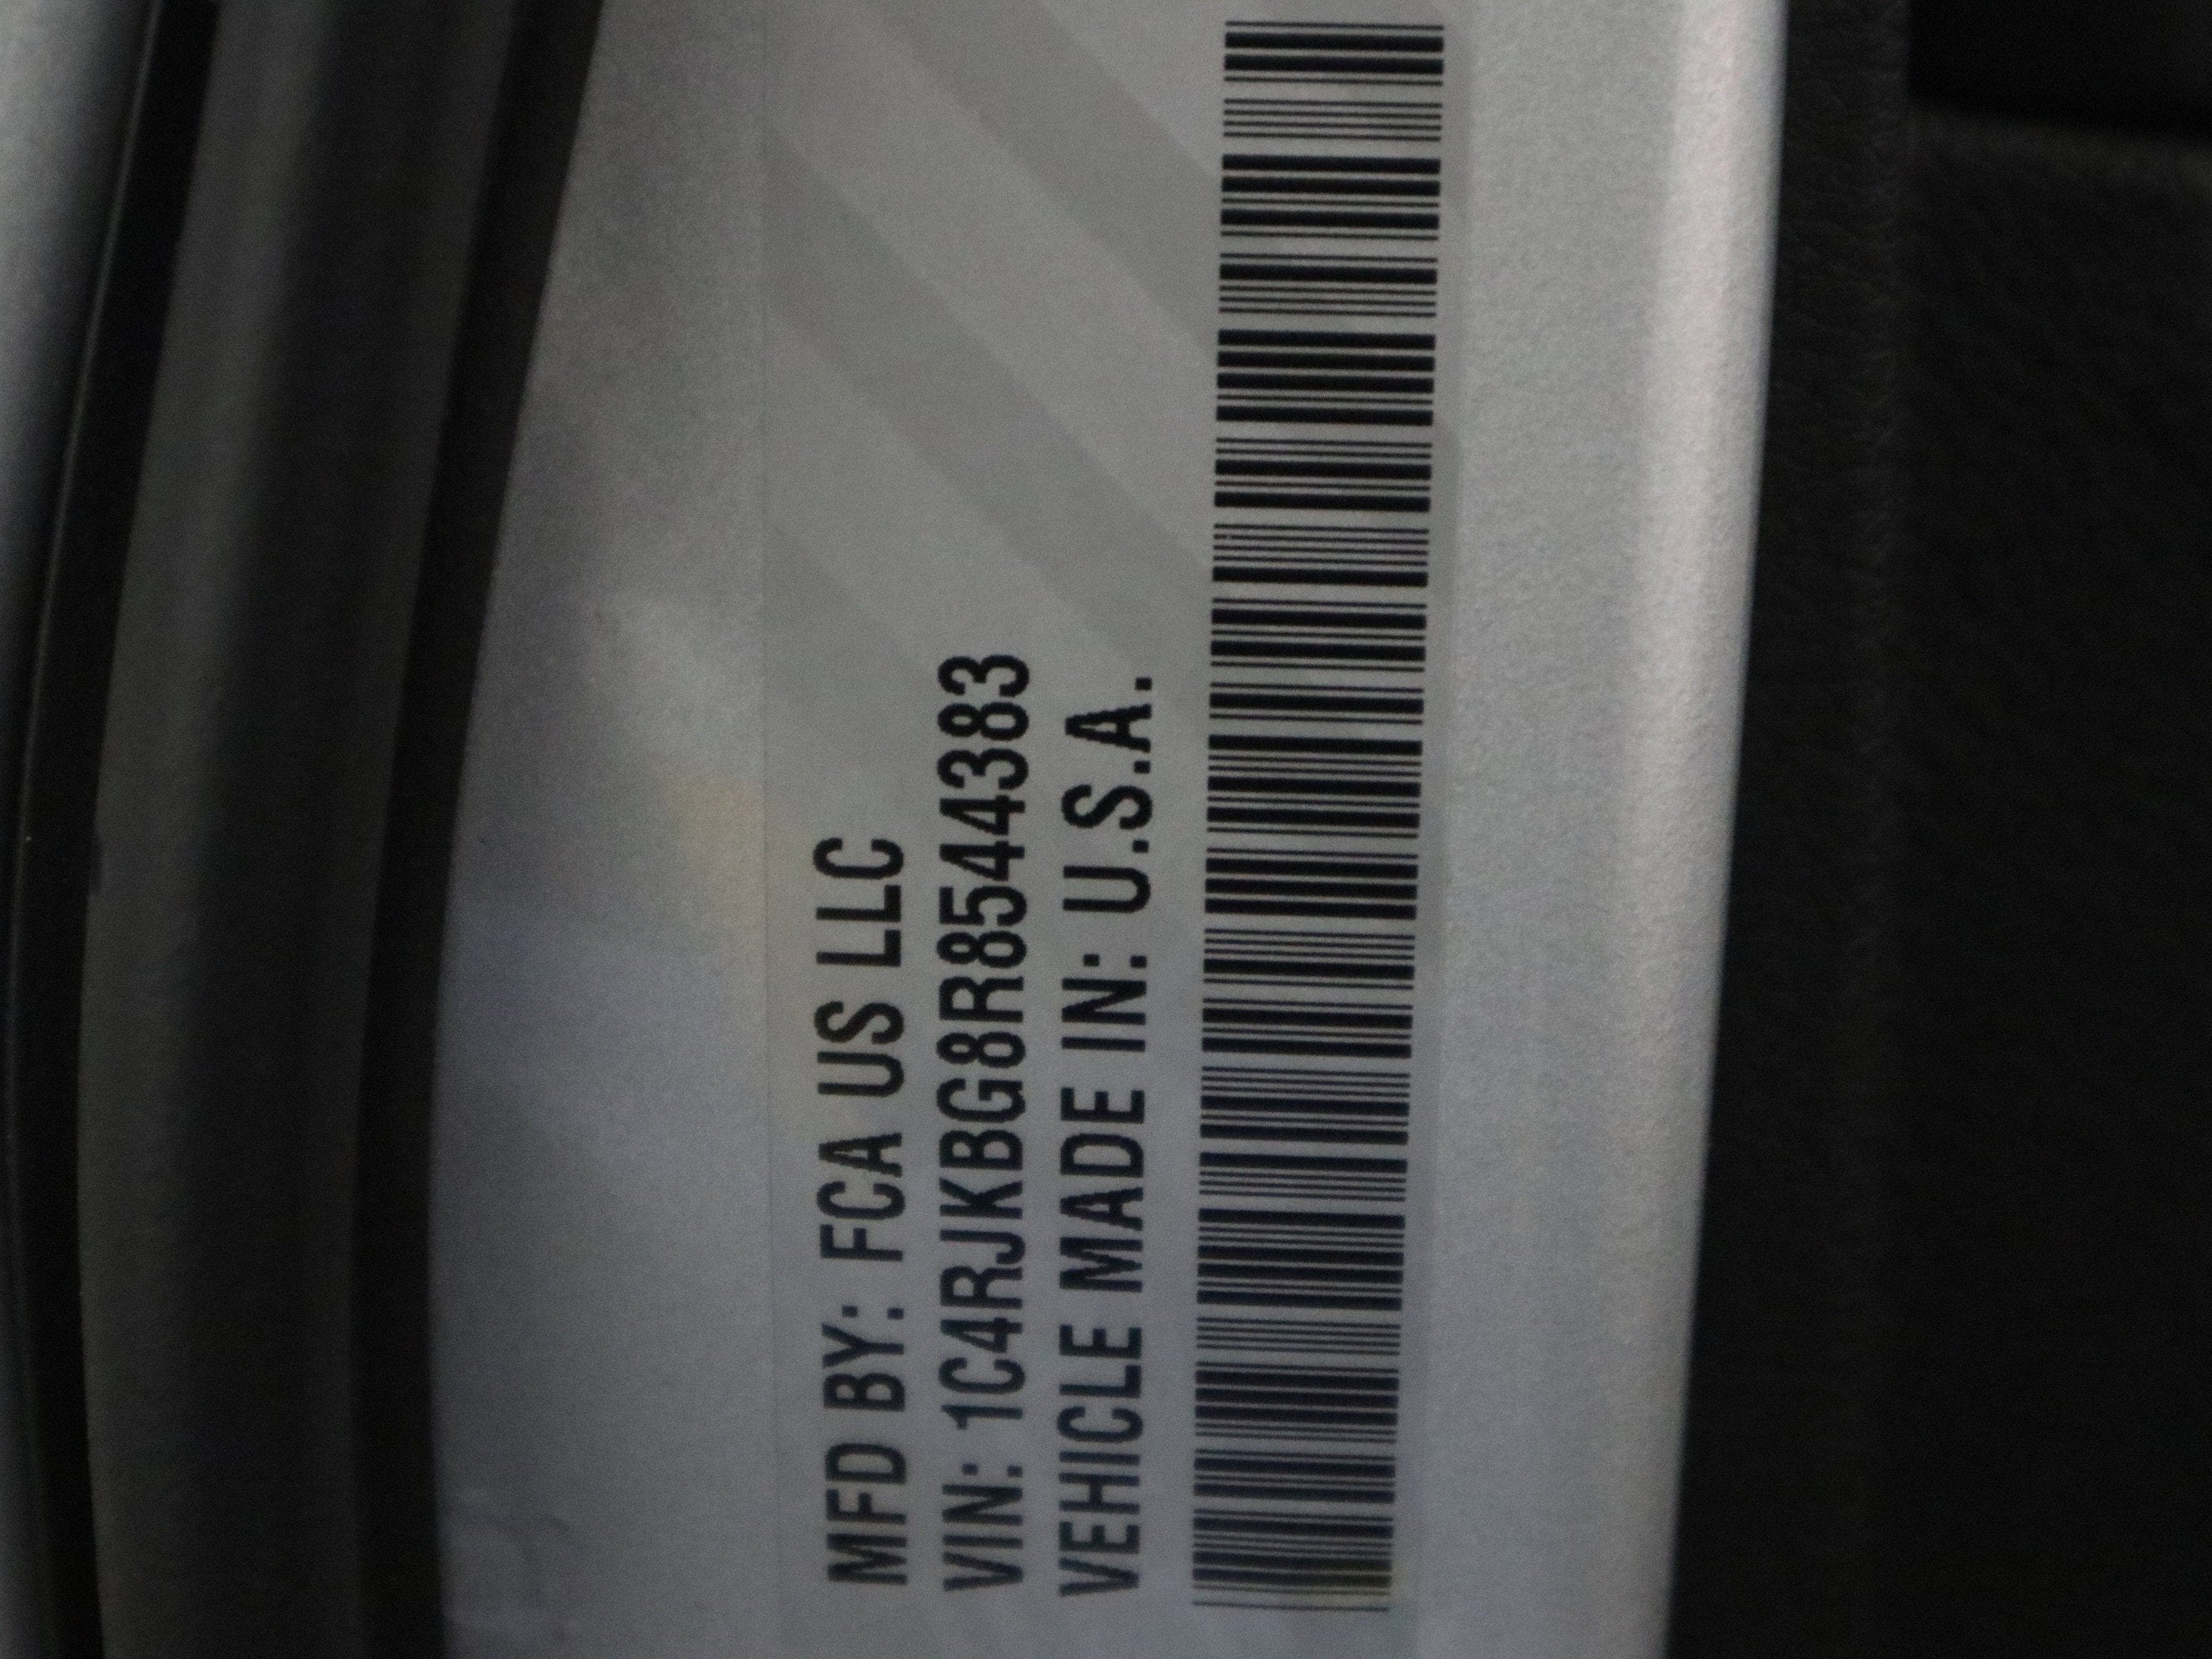 MFD BY: FCA US LLC
VIN: 1C4RJKBG8R8544383
VEHICLE MADE IN: U.S.A.